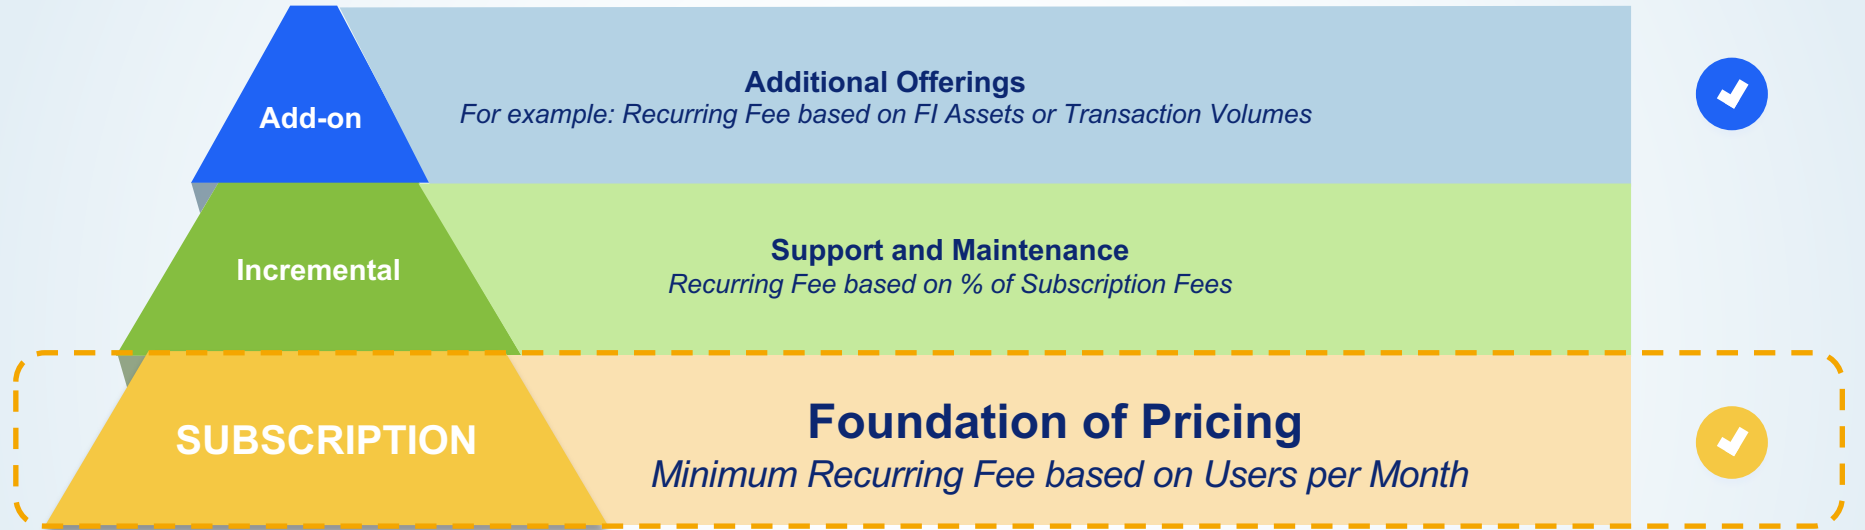 Add-on
Additional Offerings
For example: Recurring Fee based on FI Assets or Transaction Volumes
Incremental
Support and Maintenance
Recurring Fee based on % of Subscription Fees
SUBSCRIPTION
Foundation of Pricing
Minimum Recurring Fee based on Users per Month